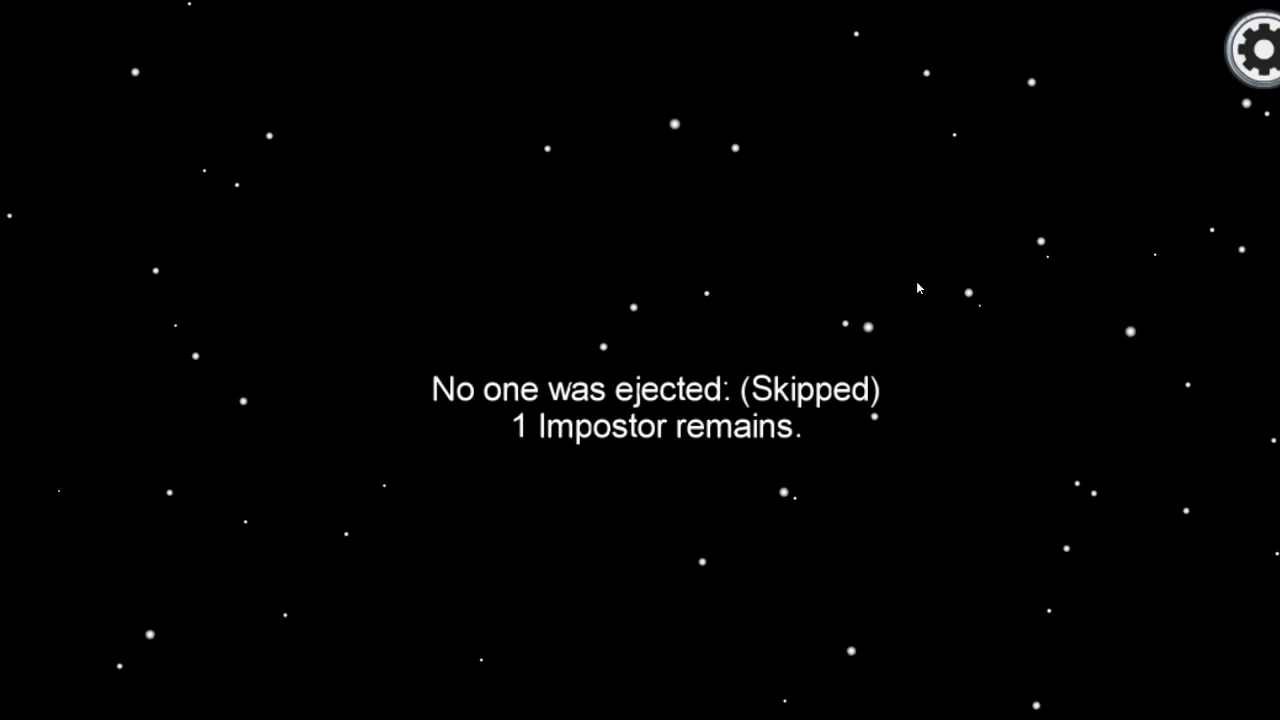 No one was ejected: (Skipped)
1 Impostor remains.